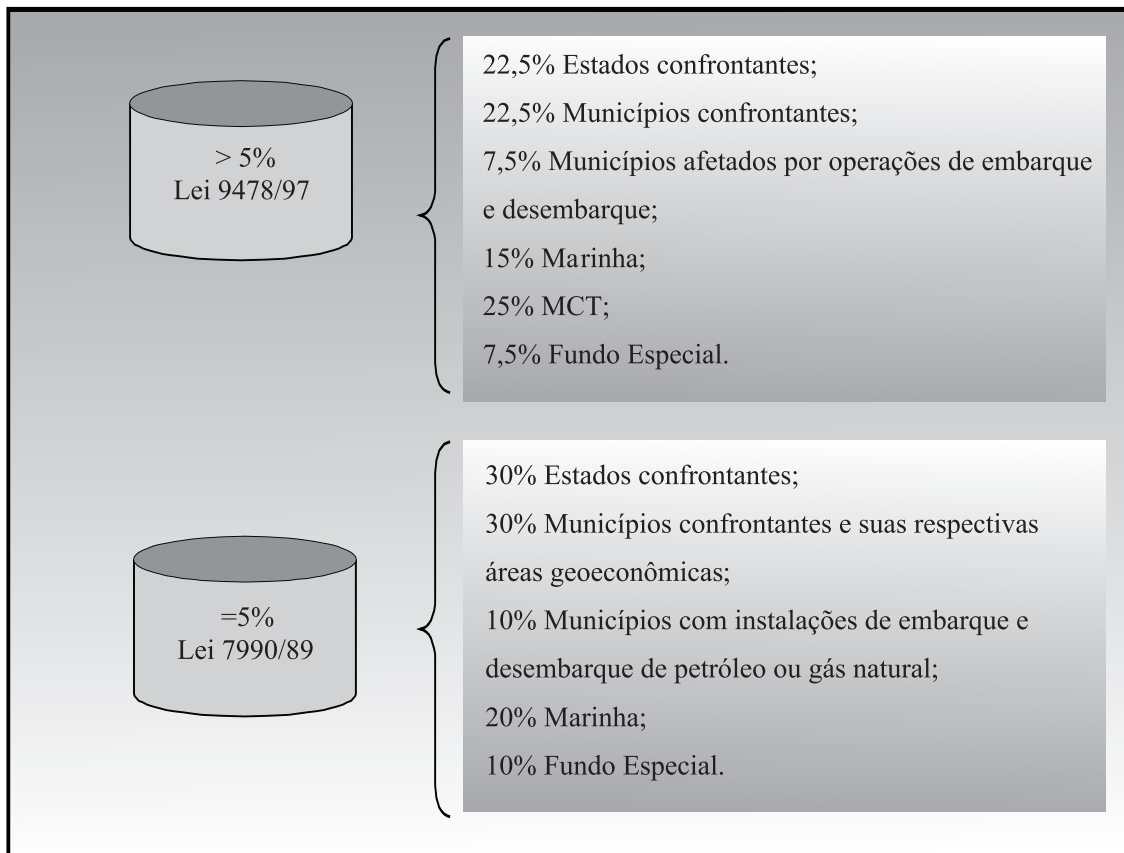 > 5%
Lei 9478/97
22,5% Estados confrontantes;
22,5% Municípios confrontantes;
7,5% Municípios afetados por operações de embarque
e desembarque;
15% Marinha;
25% MCT;
7,5% Fundo Especial.
=5%
Lei 7990/89
30% Estados confrontantes;
30% Municípios confrontantes e suas respectivas
áreas geoeconômicas;
10% Municípios com instalações de embarque e
desembarque de petróleo ou gás natural;
20% Marinha;
10% Fundo Especial.